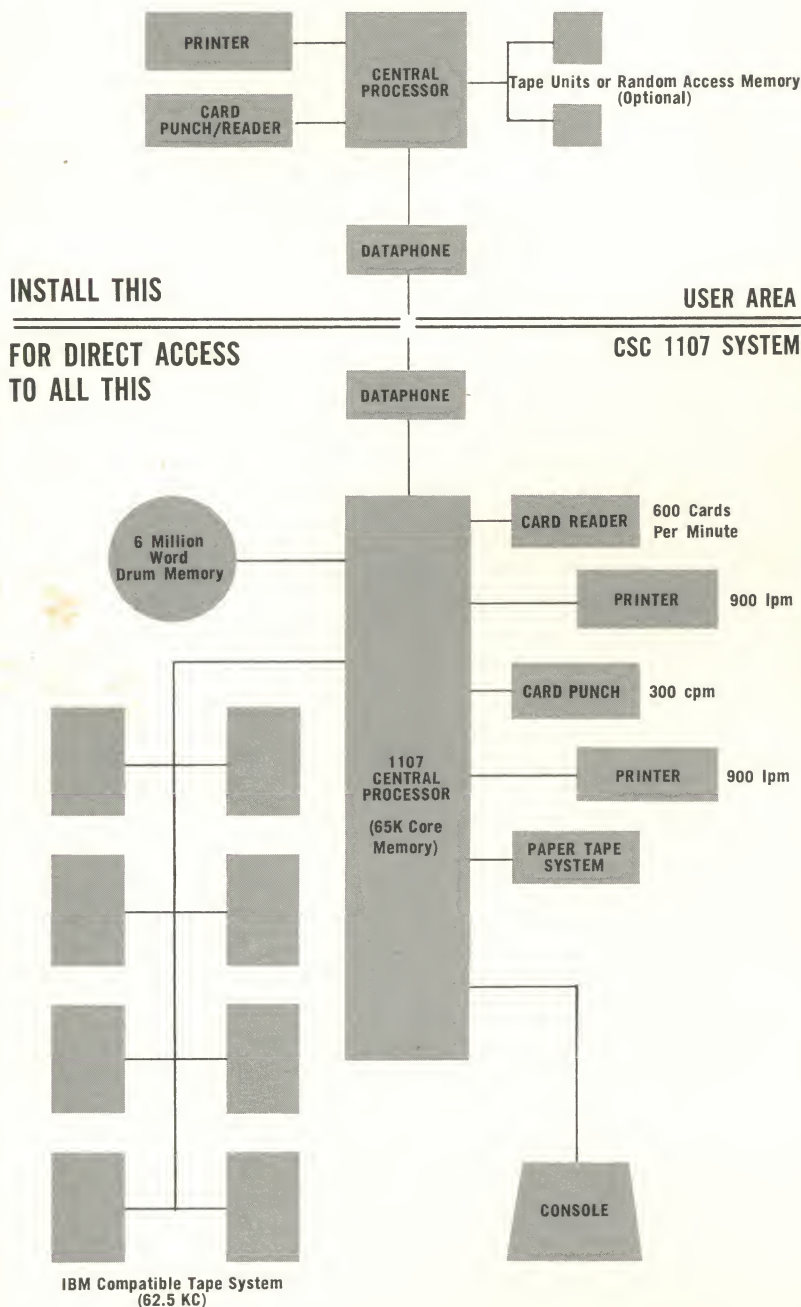 PRINTER
CARD
PUNCH/READER
CENTRAL
PROCESSOR
Tape Units or Random Access Memory
(Optional)
DATAPHONE
INSTALL THIS
USER AREA
FOR DIRECT ACCESS
TO ALL THIS
CSC 1107 SYSTEM
DATAPHONE
6 Million
Word
Drum Memory
CARD READER
600 Cards
Per Minute
PRINTER
900 lpm
CARD PUNCH
300 cpm
1107
CENTRAL
PROCESSOR
(65K Core
Memory)
PRINTER
900 lpm
PAPER TAPE
SYSTEM
CONSOLE
IBM Compatible Tape System
(62.5 KC)